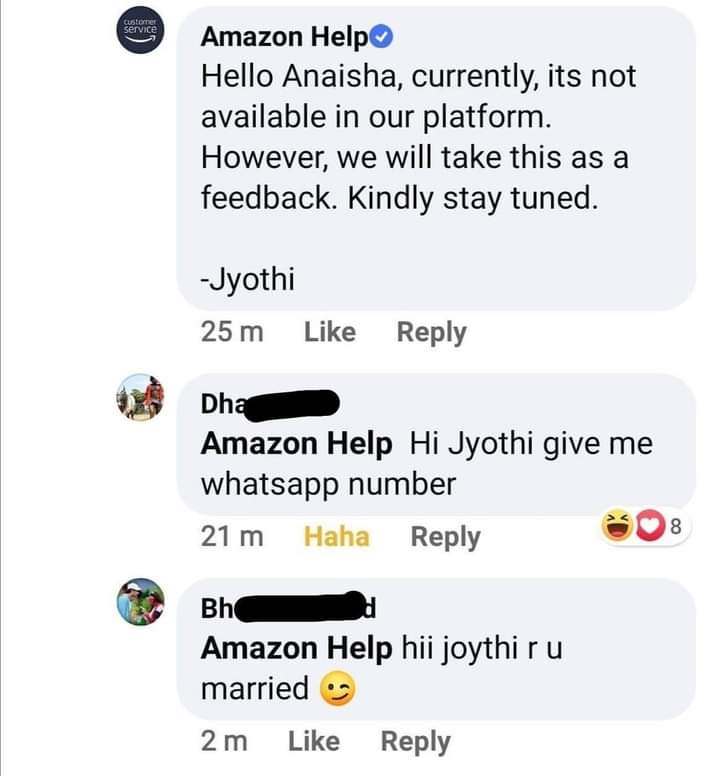 customer
service
Amazon Help
Hello Anaisha, currently, its not
available in our platform.
However, we will take this as a
feedback. Kindly stay tuned.
-Jyothi
25 m Like Reply
Dha
Amazon Help Hi Jyothi give me
whatsapp number
21 m Haha Reply
8
Bh d
Amazon Help hii joythi r u
married 😉
2 m Like Reply